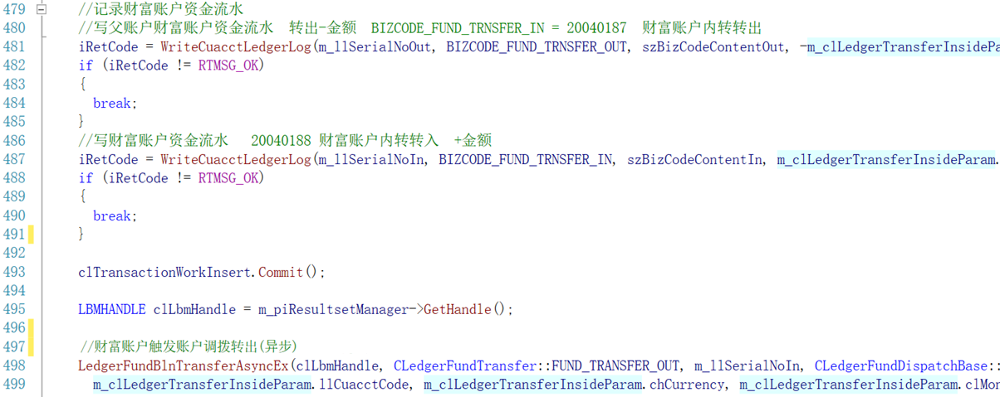 479 //记录财富账户资金流水
480 //写父账户财富账户资金流水 转出-金额 BIZCODE_FUND_TRNSFER_IN = 20040187 财富账户内转转出
481 iRetCode = WriteCuacctLedgerLog(m_llSerialNoOut, BIZCODE_FUND_TRNSFER_OUT, szBizCodeContentOut, -m_clLedgerTransferInsidePa
482 if (iRetCode != RTMSG_OK)
483 {
484 break;
485 }
486 //写财富账户资金流水 20040188 财富账户内转转入 +金额
487 iRetCode = WriteCuacctLedgerLog(m_llSerialNoIn, BIZCODE_FUND_TRNSFER_IN, szBizCodeContentIn, m_clLedgerTransferInsideParam.
488 if (iRetCode != RTMSG_OK)
489 {
490 break;
491 }
492
493 clTransactionWorkInsert.Commit();
494
495 LBMHANDLE clLbmHandle = m_piResultsetManager->GetHandle();
496
497 //财富账户触发账户调拨转出(异步)
498 LedgerFundBlnTransferAsyncEx(clLbmHandle, CLedgerFundTransfer::FUND_TRANSFER_OUT, m_llSerialNoIn, CLedgerFundDispatchBase::
499 m_clLedgerTransferInsideParam.llCuacctCode, m_clLedgerTransferInsideParam.chCurrency, m_clLedgerTransferInsideParam.clMon